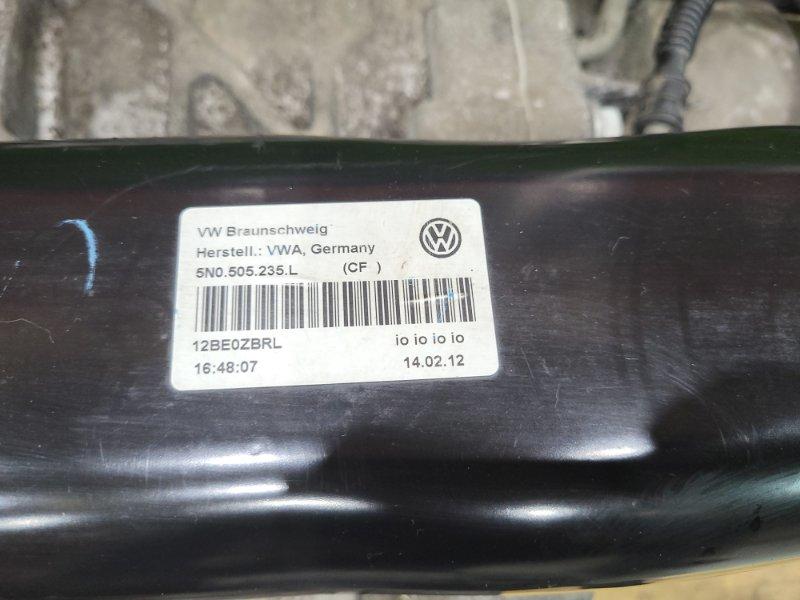 VW Braunschweig
Herstell.: VWA, Germany
5N0.505.235.L (CF )
12BE0ZBRL io io io io
16:48:07 14.02.12